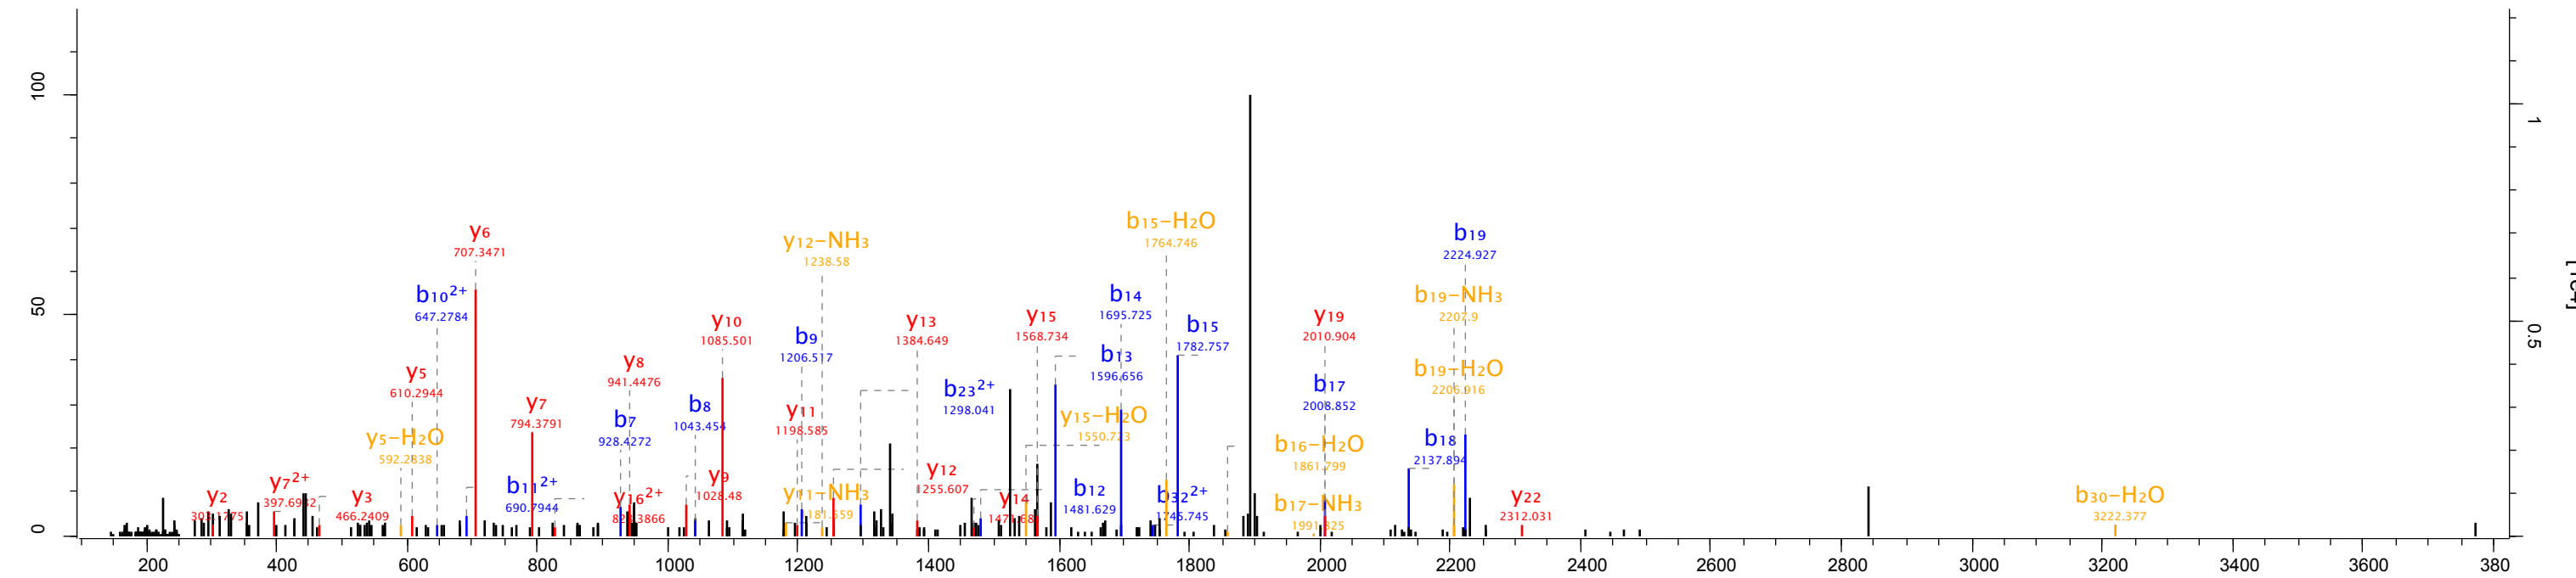 100
50
0
y2
y7²⁺
397.6932
y3
466.2409
y5-H2O
592.2838
y5
610.2944
b10²⁺
647.2784
y6
707.3471
b11²⁺
690.7944
y7
794.3791
y16²⁺
b7
928.4272
y8
941.4476
b8
1043.454
y9
1028.48
y10
1085.501
y11
1198.585
b9
1206.517
y12-NH3
1238.58
y11-NH3
y12
1255.607
y13
1384.649
b23²⁺
1298.041
y14
y15
1568.734
y15-H2O
1550.723
b12
1481.629
b13
1596.656
b14
1695.725
b15-H2O
1764.746
b15
1782.757
b32²⁺
1745.745
b16-H2O
1861.799
b17-NH3
1991.825
y19
2010.904
b17
2008.852
b18
2137.894
b19
2224.927
b19-NH3
2207.9
b19-H2O
2206.916
y22
2312.031
b30-H2O
3222.377
1
0.5
200 400 600 800 1000 1200 1400 1600 1800 2000 2200 2400 2600 2800 3000 3200 3400 3600 380